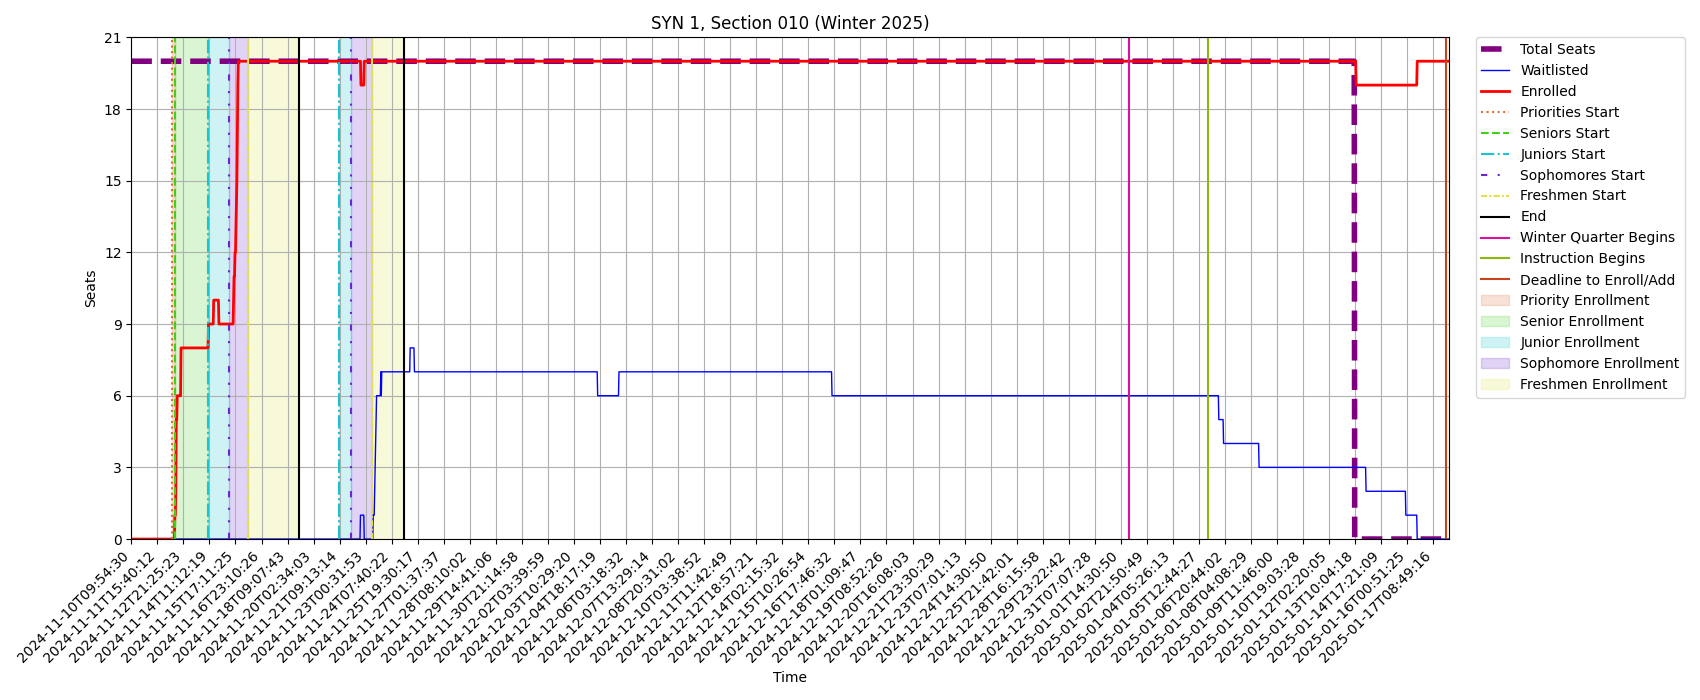 SYN 1, Section 010 (Winter 2025)
21
18
15
12
9
6
3
0
Seats
2024-11-10T09:54:30
2024-11-11T15:40:12
2024-11-12T21:25:23
2024-11-14T11:12:19
2024-11-15T17:11:25
2024-11-16T23:10:26
2024-11-18T09:07:43
2024-11-20T02:34:03
2024-11-21T09:13:14
2024-11-23T00:31:53
2024-11-24T07:40:22
2024-11-25T19:30:17
2024-11-27T01:37:37
2024-11-28T08:10:02
2024-11-29T14:41:06
2024-11-30T21:14:58
2024-12-02T03:39:59
2024-12-03T10:29:20
2024-12-04T18:17:19
2024-12-06T03:18:32
2024-12-07T13:29:14
2024-12-08T20:31:02
2024-12-10T03:38:52
2024-12-11T11:42:49
2024-12-12T18:57:21
2024-12-14T02:15:32
2024-12-15T10:26:54
2024-12-16T17:46:32
2024-12-18T01:09:47
2024-12-19T08:52:26
2024-12-20T16:08:03
2024-12-21T23:30:29
2024-12-23T07:01:13
2024-12-24T14:30:50
2024-12-25T21:42:01
2024-12-28T16:15:58
2024-12-29T23:22:42
2024-12-31T07:07:28
2025-01-01T14:30:50
2025-01-02T21:50:49
2025-01-04T05:26:13
2025-01-05T12:44:27
2025-01-06T20:44:02
2025-01-08T04:08:29
2025-01-09T11:46:00
2025-01-10T19:03:28
2025-01-12T02:20:05
2025-01-13T10:04:18
2025-01-14T17:21:09
2025-01-16T00:51:25
2025-01-17T08:49:16
Time
Total Seats
Waitlisted
Enrolled
Priorities Start
Seniors Start
Juniors Start
Sophomores Start
Freshmen Start
End
Winter Quarter Begins
Instruction Begins
Deadline to Enroll/Add
Priority Enrollment
Senior Enrollment
Junior Enrollment
Sophomore Enrollment
Freshmen Enrollment